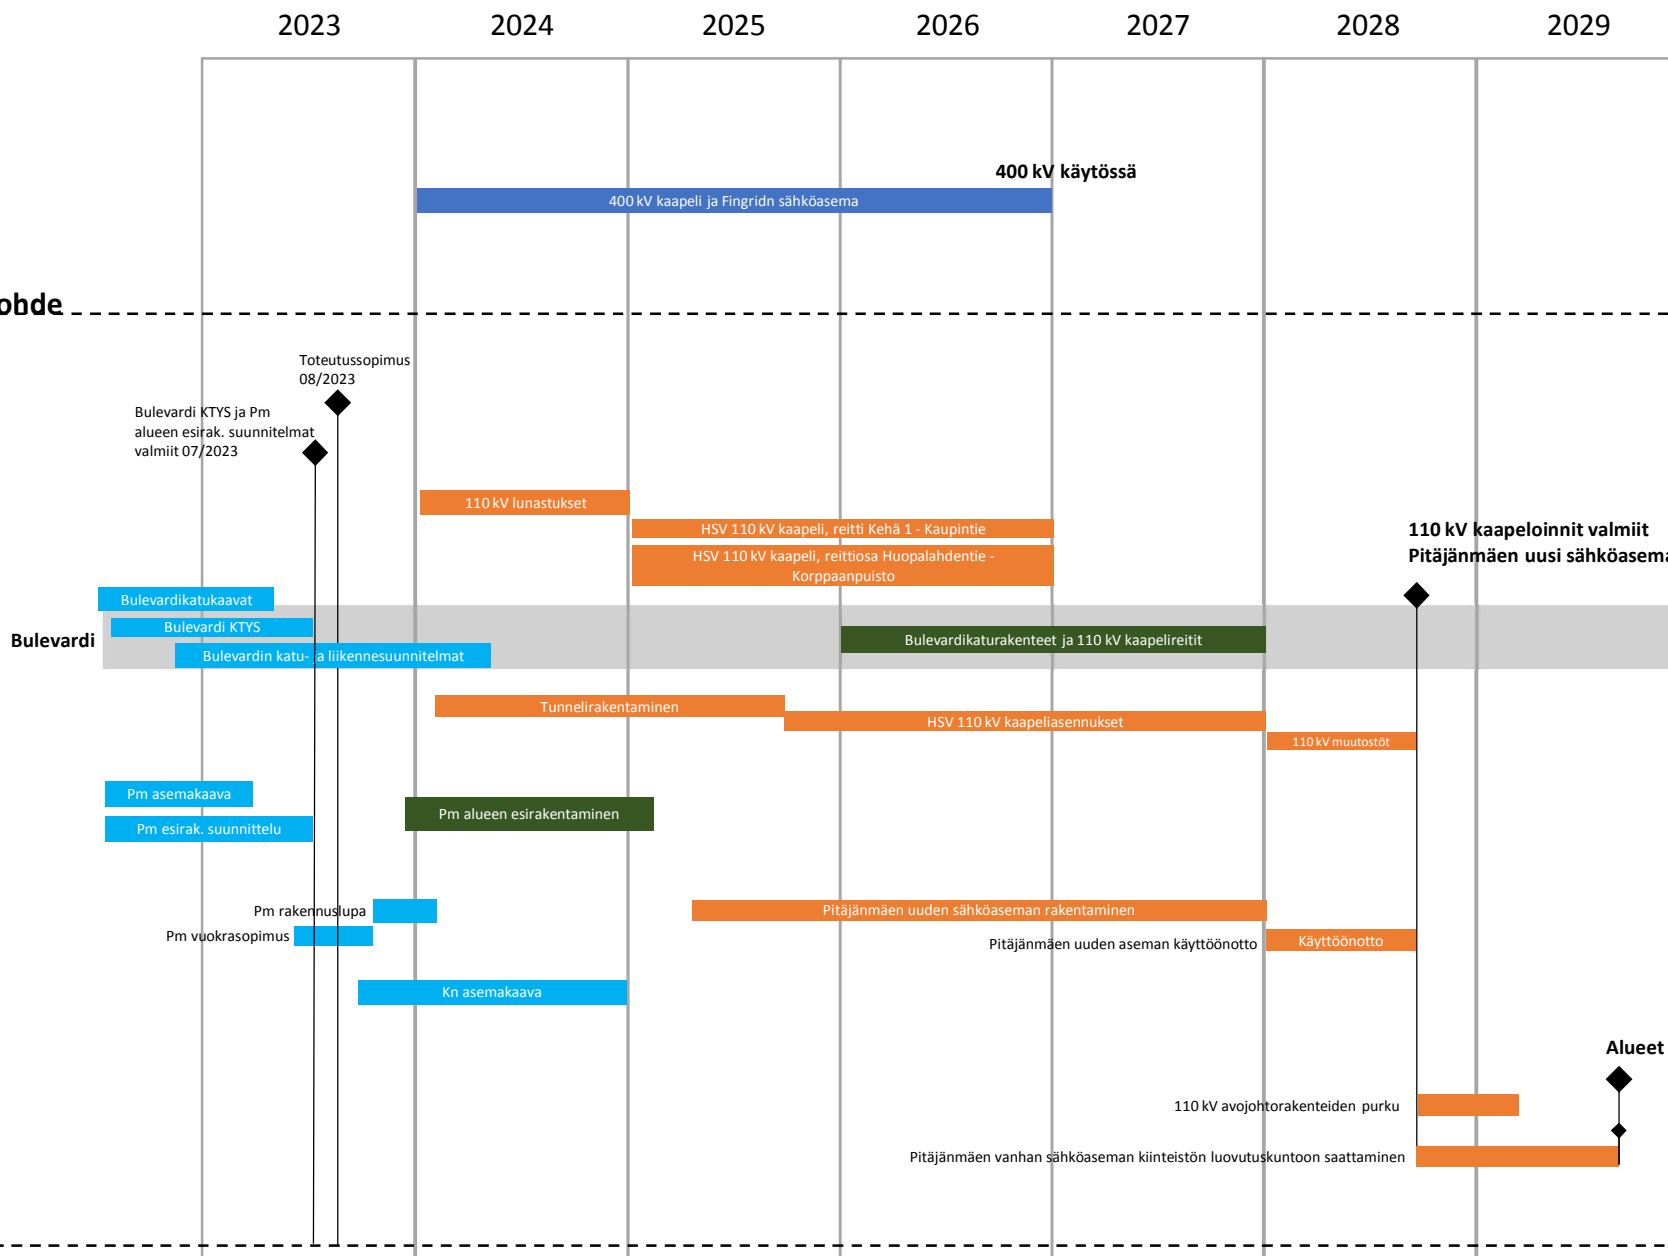 2023 2024 2025 2026 2027 2028 2029
400 kV käytössä
400 kV kaapeli ja Fingridn sähköasema
ohde
Toteutussopimus
08/2023
Bulevardi KTYS ja Pm
alueen esirak. suunnitelmat
valmiit 07/2023
110 kV lunastukset
HSV 110 kV kaapeli, reitti Kehä 1 - Kaupintie
HSV 110 kV kaapeli, reittiosa Huopalahdentie -
Korppaanpuisto
110 kV kaapeloinnit valmiit
Pitäjänmäen uusi sähköasema
Bulevardikatukaavat
Bulevardi KTYS
Bulevardi
Bulevardikaturakenteet ja 110 kV kaapelireitit
Bulevardin katu- ja liikennesuunnitelmat
Tunnelirakentaminen
HSV 110 kV kaapeliasennukset
110 kV muutostöt
Pm asemakaava
Pm alueen esirakentaminen
Pm esirak. suunnittelu
Pm rakennuslupa
Pitäjänmäen uuden sähköaseman rakentaminen
Pm vuokrasopimus
Pitäjänmäen uuden aseman käyttöönotto
Käyttöönotto
Kn asemakaava
Alueet
110 kV avojohtorakenteiden purku
Pitäjänmäen vanhan sähköaseman kiinteistön luovutuskuntoon saattaminen